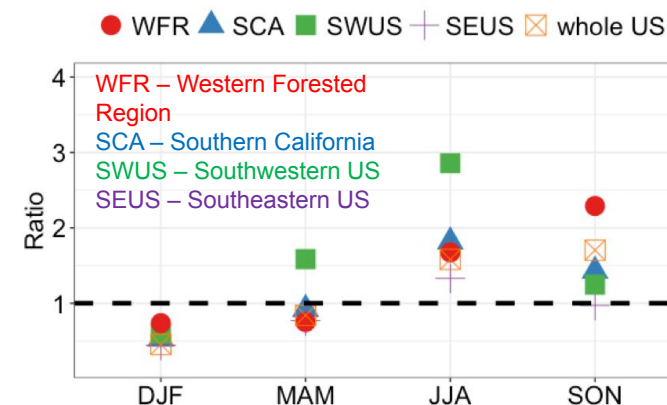 WFR SCA SWUS SEUS whole US
4
WFR – Western Forested
Region
3
SCA – Southern California
SWUS – Southwestern US
SEUS – Southeastern US
Ratio
2
1
DJF MAM JJA SON